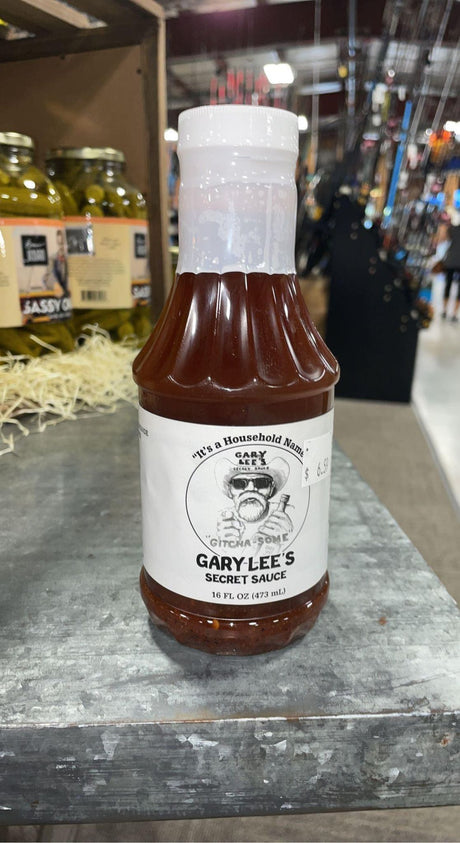 "It's a Household Name
GARY
LEE'S
SECRET SAUCE
"GITCHA-SOME"
GARY LEE'S
SECRET SAUCE
16 FL OZ (473 mL)
$ 6.59
SASSY